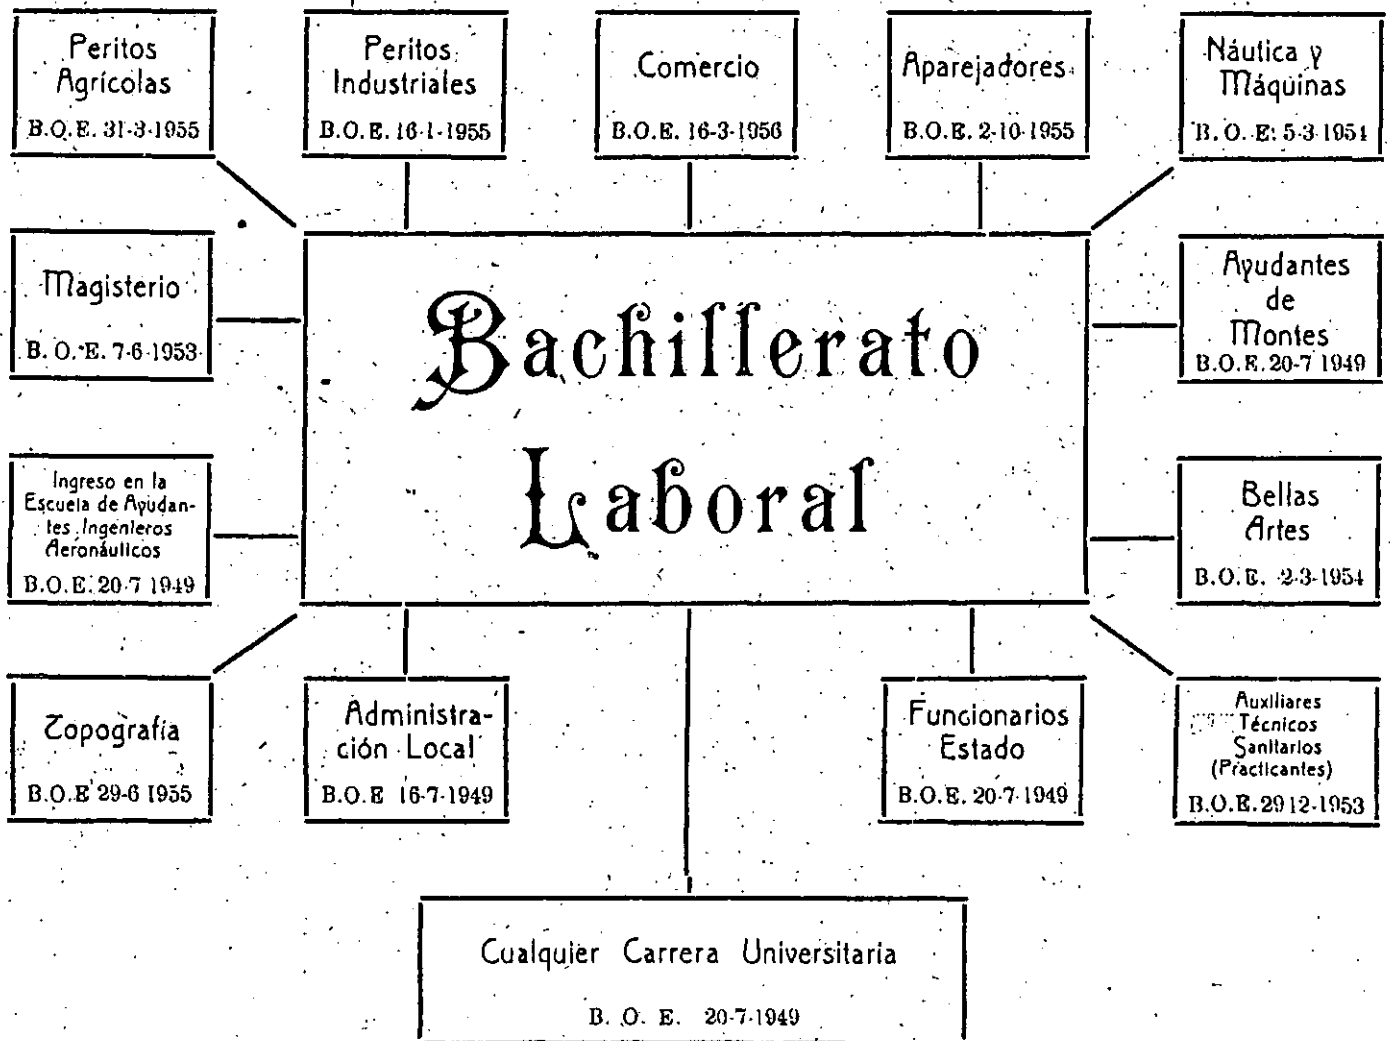 Peritos
Agrícolas
B.O.E. 31-3-1955
Peritos
Industriales
B.O.E. 16-1-1955
Comercio
B.O.E. 16-3-1956
Aparejadores
B.O.E. 2-10-1955
Náutica y
Máquinas
B. O. E. 5-3-1954
Magisterio
B. O. E. 7-6-1953
Bachillerato
Laboral
Ayudantes
de
Montes
B.O.E. 20-7 1949
Ingreso en la
Escuela de Ayudan-
tes Ingenieros
Aeronáuticos
B.O.E. 20-7 1949
Bellas
Artes
B.O.E. 2-3-1954
Topografía
B.O.E 29-6 1955
Administra-
ción Local
B.O.E 16-7-1949
Funcionarios
Estado
B.O.E. 20-7-1949
Auxiliares
Técnicos
Sanitarios
(Practicantes)
B.O.E. 29 12-1953
Cualquier Carrera Universitaria
B. O. E. 20-7-1949